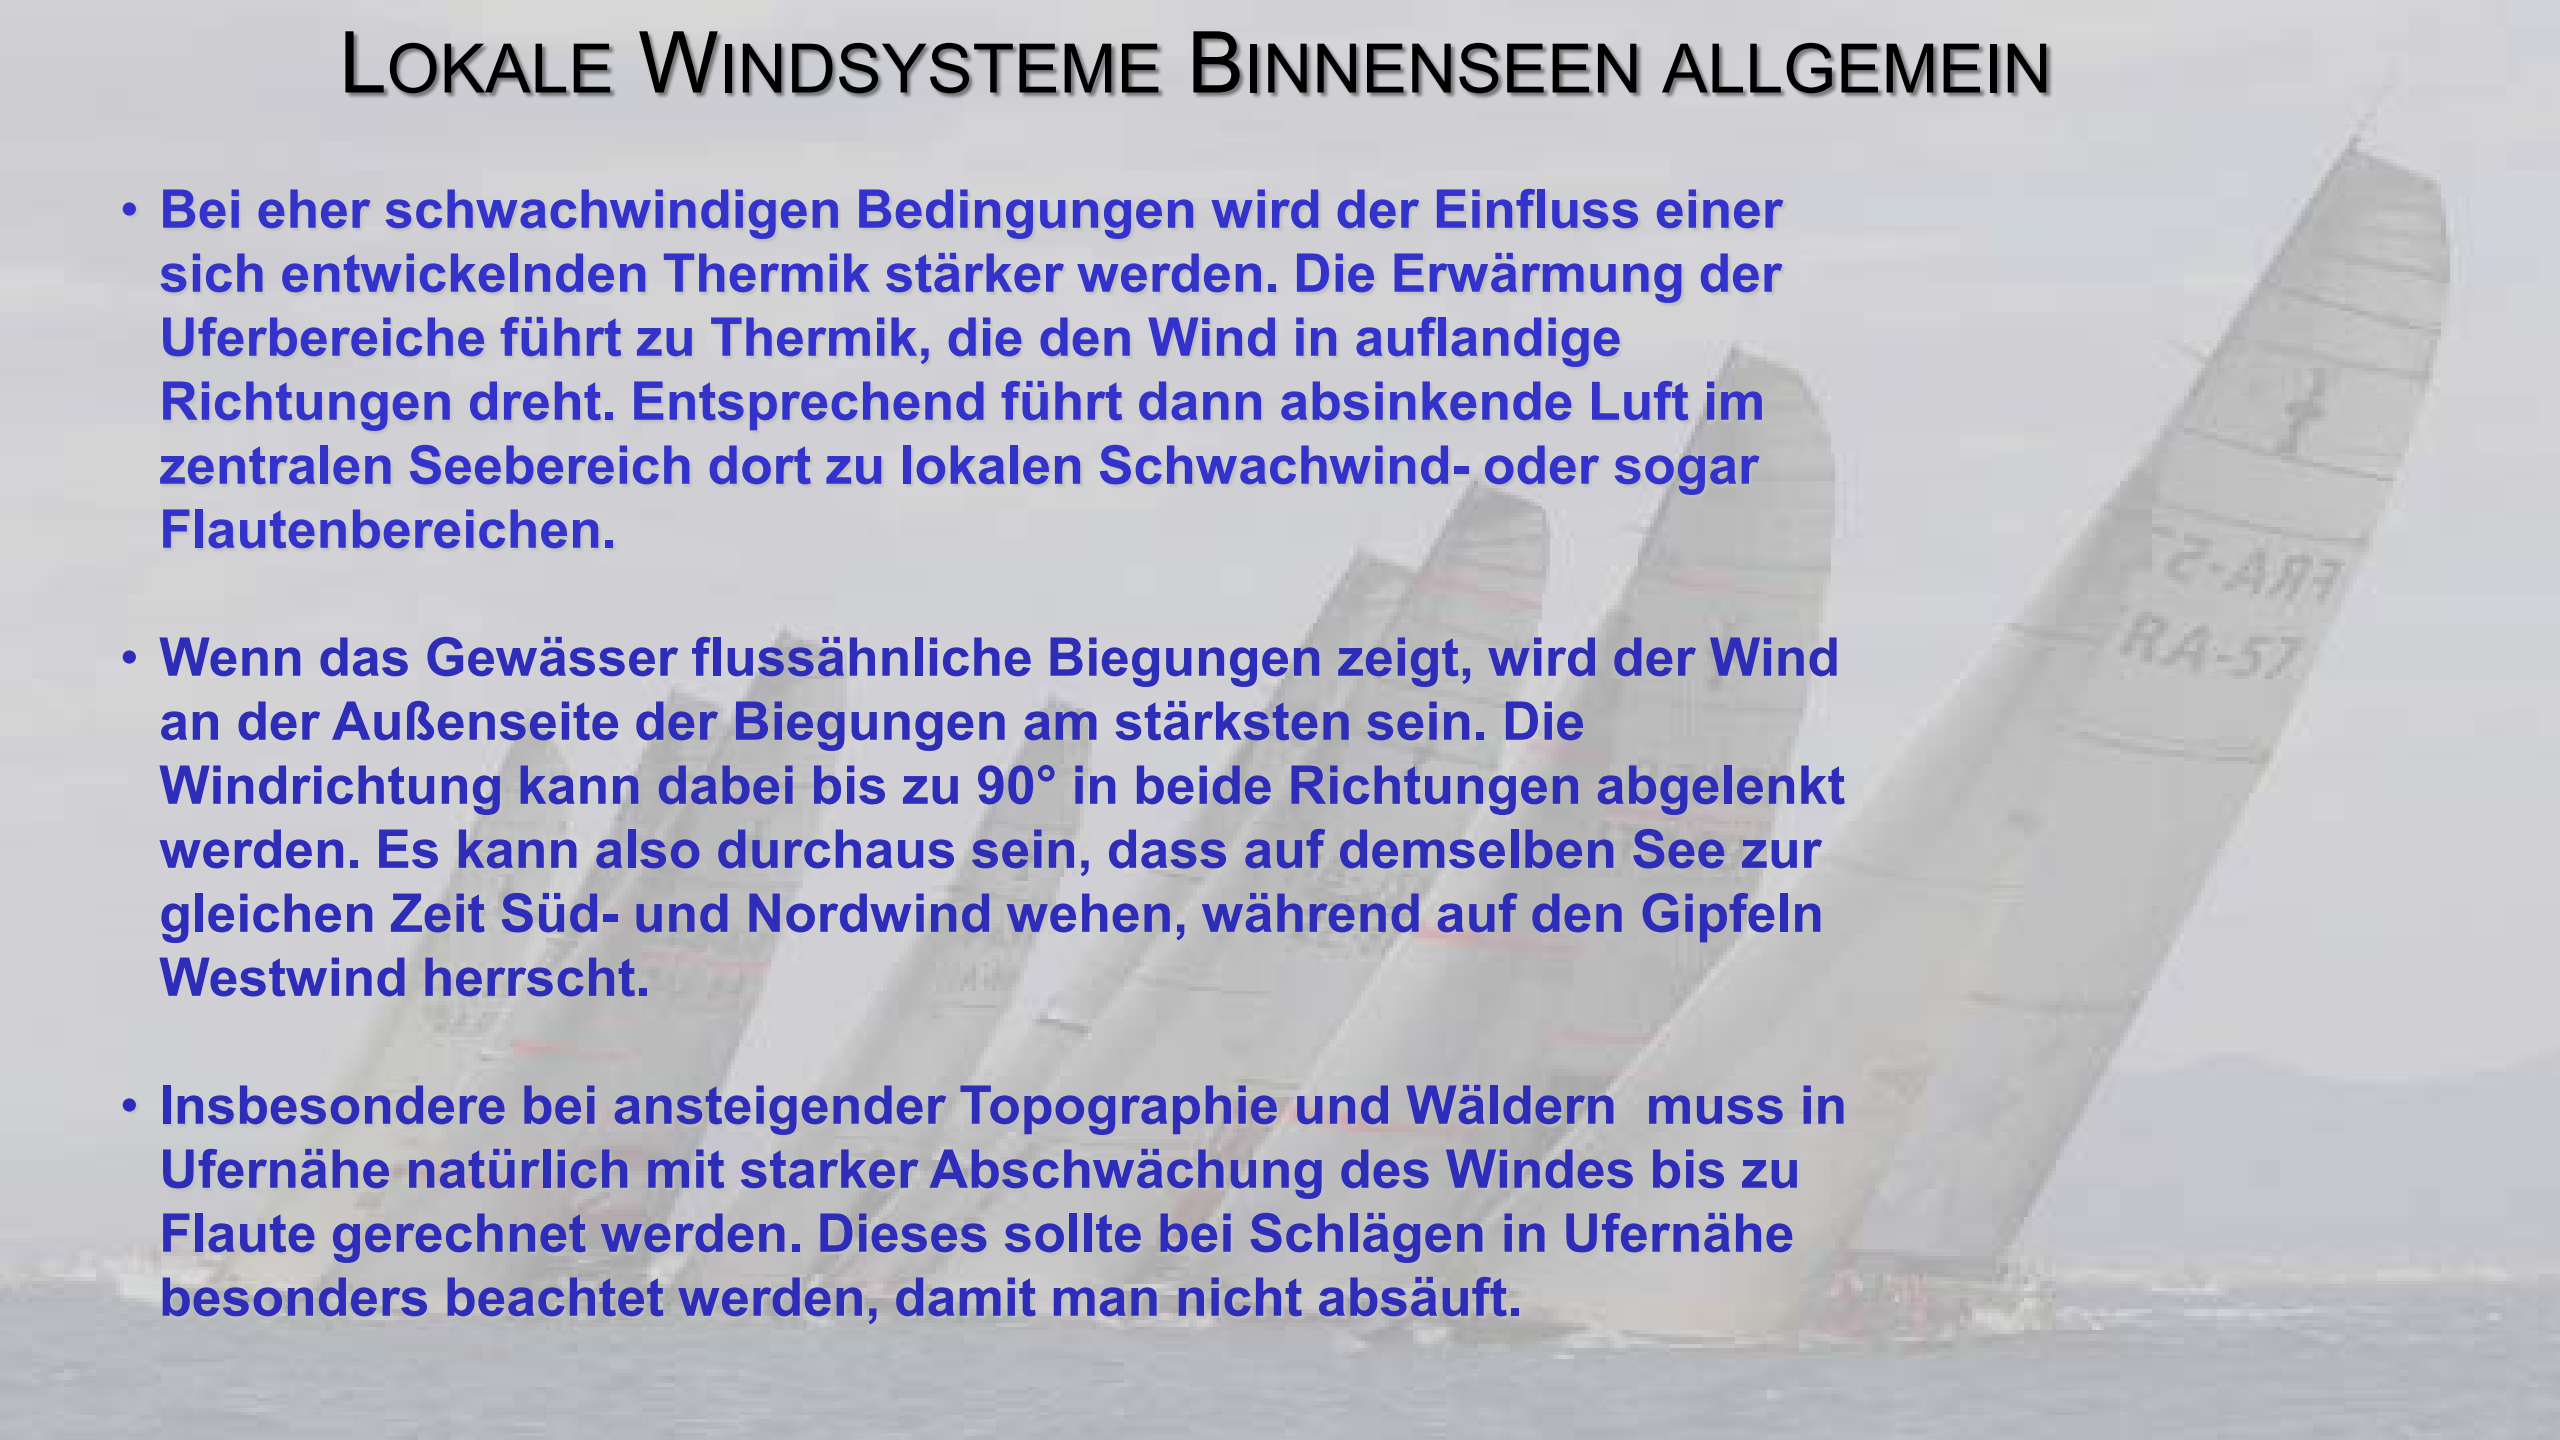 LOKALE WINDSYSTEME BINNENSEEN ALLGEMEIN
• Bei eher schwachwindigen Bedingungen wird der Einfluss einer
sich entwickelnden Thermik stärker werden. Die Erwärmung der
Uferbereiche führt zu Thermik, die den Wind in auflandige
Richtungen dreht. Entsprechend führt dann absinkende Luft im
zentralen Seebereich dort zu lokalen Schwachwind- oder sogar
Flautenbereichen.
• Wenn das Gewässer flussähnliche Biegungen zeigt, wird der Wind
an der Außenseite der Biegungen am stärksten sein. Die
Windrichtung kann dabei bis zu 90° in beide Richtungen abgelenkt
werden. Es kann also durchaus sein, dass auf demselben See zur
gleichen Zeit Süd- und Nordwind wehen, während auf den Gipfeln
Westwind herrscht.
• Insbesondere bei ansteigender Topographie und Wäldern  muss in
Ufernähe natürlich mit starker Abschwächung des Windes bis zu
Flaute gerechnet werden. Dieses sollte bei Schlägen in Ufernähe
besonders beachtet werden, damit man nicht absäuft.